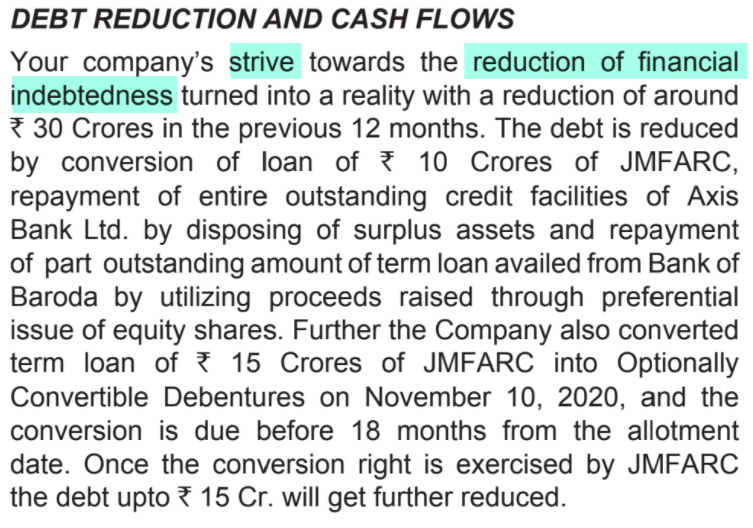 DEBT REDUCTION AND CASH FLOWS
Your company's strive towards the reduction of financial
indebtedness turned into a reality with a reduction of around
₹ 30 Crores in the previous 12 months. The debt is reduced
by conversion of loan of ₹ 10 Crores of JMFARC,
repayment of entire outstanding credit facilities of Axis
Bank Ltd. by disposing of surplus assets and repayment
of part outstanding amount of term loan availed from Bank of
Baroda by utilizing proceeds raised through preferential
issue of equity shares. Further the Company also converted
term loan of ₹ 15 Crores of JMFARC into Optionally
Convertible Debentures on November 10, 2020, and the
conversion is due before 18 months from the allotment
date. Once the conversion right is exercised by JMFARC
the debt upto ₹ 15 Cr. will get further reduced.